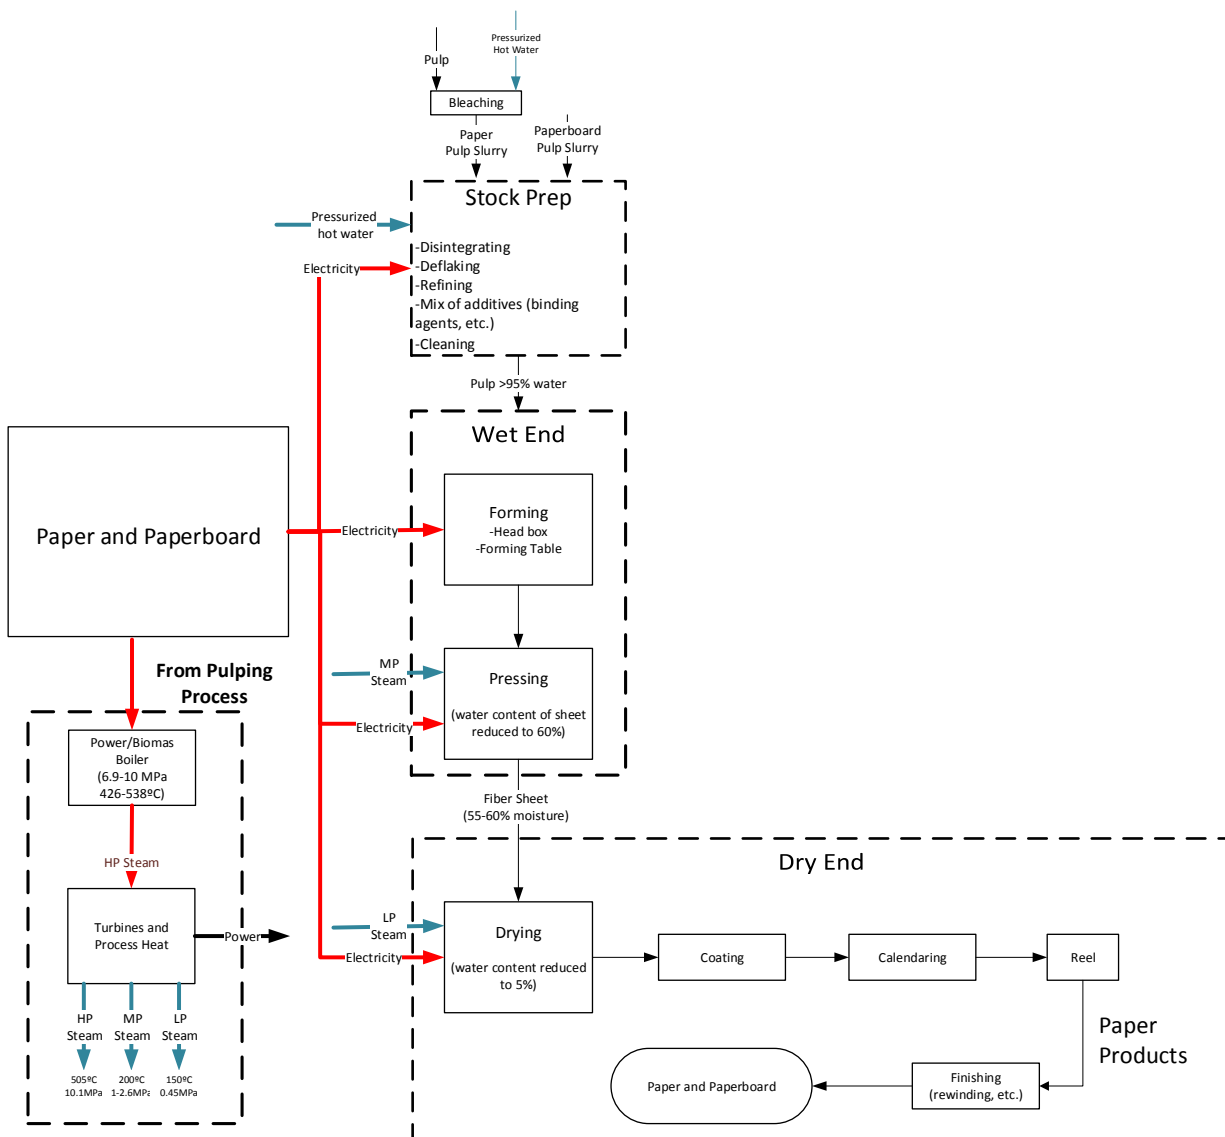 Pulp
Pressurized
Hot Water
Bleaching
Paper
Pulp Slurry
Paperboard
Pulp Slurry
Stock Prep
Pressurized
hot water
Electricity
-Disintegrating
-Deflaking
-Refining
-Mix of additives (binding
agents, etc.)
-Cleaning
Pulp >95% water
Wet End
Paper and Paperboard
Electricity
Forming
-Head box
-Forming Table
MP
Steam
Pressing
(water content of sheet
reduced to 60%)
Electricity
From Pulping
Process
Power/Biomas
Boiler
(6.9-10 MPa
426-538ºC)
HP Steam
Turbines and
Process Heat
Power
HP
Steam
MP
Steam
LP
Steam
505ºC
10.1MPa
200ºC
1-2.6MPa
150ºC
0.45MPa
Fiber Sheet
(55-60% moisture)
Dry End
LP
Steam
Electricity
Drying
(water content reduced
to 5%)
Coating
Calendaring
Reel
Paper
Products
Finishing
(rewinding, etc.)
Paper and Paperboard